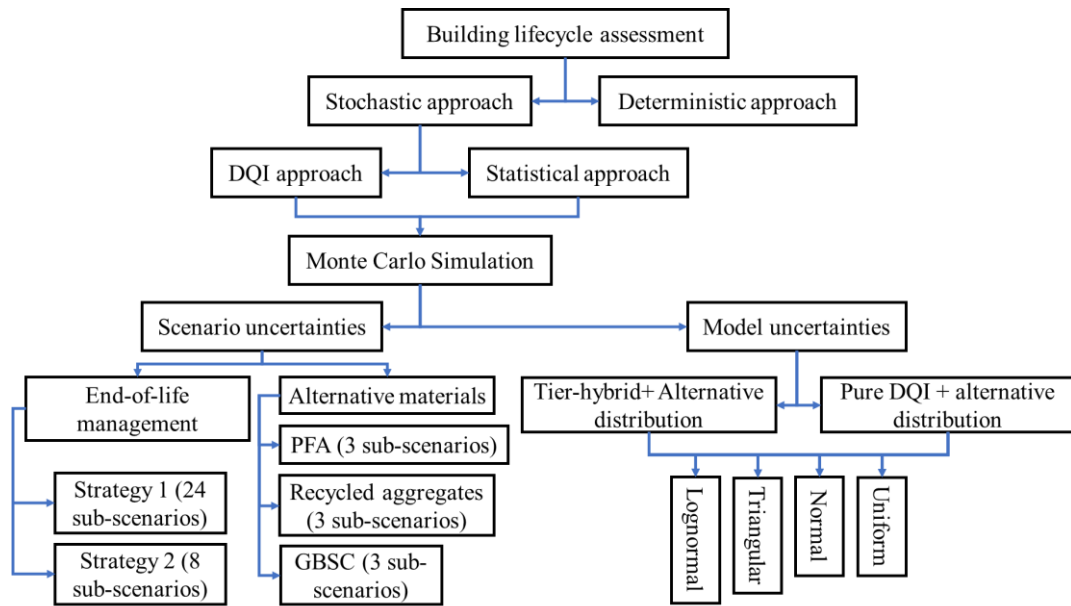 Building lifecycle assessment
Stochastic approach
Deterministic approach
DQI approach
Statistical approach
Monte Carlo Simulation
Scenario uncertainties
Model uncertainties
End-of-life
management
Alternative materials
PFA (3 sub-scenarios)
Recycled aggregates
(3 sub-scenarios)
GBSC (3 sub-
scenarios)
Strategy 1 (24
sub-scenarios)
Strategy 2 (8
sub-scenarios)
Tier-hybrid+ Alternative
distribution
Pure DQI + alternative
distribution
Lognormal
Triangular
Normal
Uniform